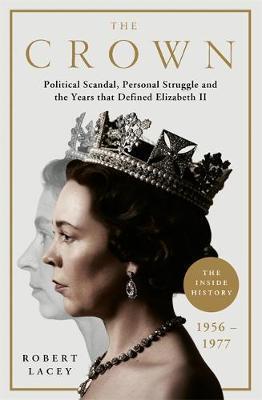 THE
CROWN
Political Scandal, Personal Struggle and
the Years that Defined Elizabeth II
THE
INSIDE
HISTORY
1956 –
1977
ROBERT
LACEY